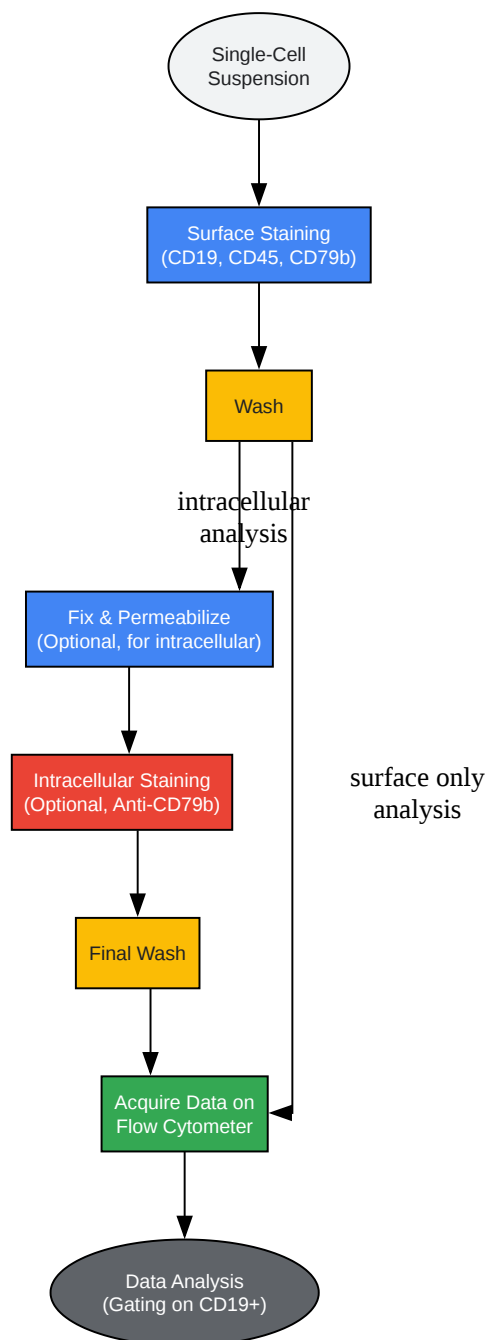 Single-Cell
Suspension
Surface Staining
(CD19, CD45, CD79b)
Wash
intracellular
analysis
Fix & Permeabilize
(Optional, for intracellular)
Intracellular Staining
(Optional, Anti-CD79b)
surface only
analysis
Final Wash
Acquire Data on
Flow Cytometer
Data Analysis
(Gating on CD19+)